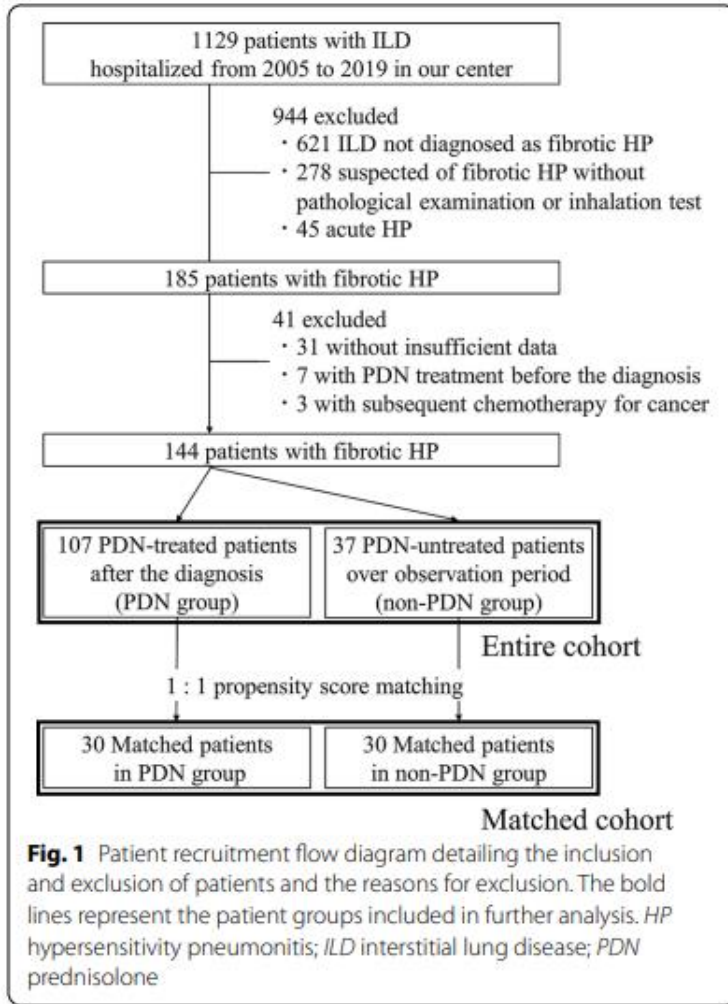 1129 patients with ILD
hospitalized from 2005 to 2019 in our center
944 excluded
・621 ILD not diagnosed as fibrotic HP
・278 suspected of fibrotic HP without
pathological examination or inhalation test
・45 acute HP
185 patients with fibrotic HP
41 excluded
・31 without insufficient data
・7 with PDN treatment before the diagnosis
・3 with subsequent chemotherapy for cancer
144 patients with fibrotic HP
107 PDN-treated patients
after the diagnosis
(PDN group)
37 PDN-untreated patients
over observation period
(non-PDN group)
Entire cohort
1 : 1 propensity score matching
30 Matched patients
in PDN group
30 Matched patients
in non-PDN group
Matched cohort
Fig. 1 Patient recruitment flow diagram detailing the inclusion
and exclusion of patients and the reasons for exclusion. The bold
lines represent the patient groups included in further analysis. HP
hypersensitivity pneumonitis; ILD interstitial lung disease; PDN
prednisolone